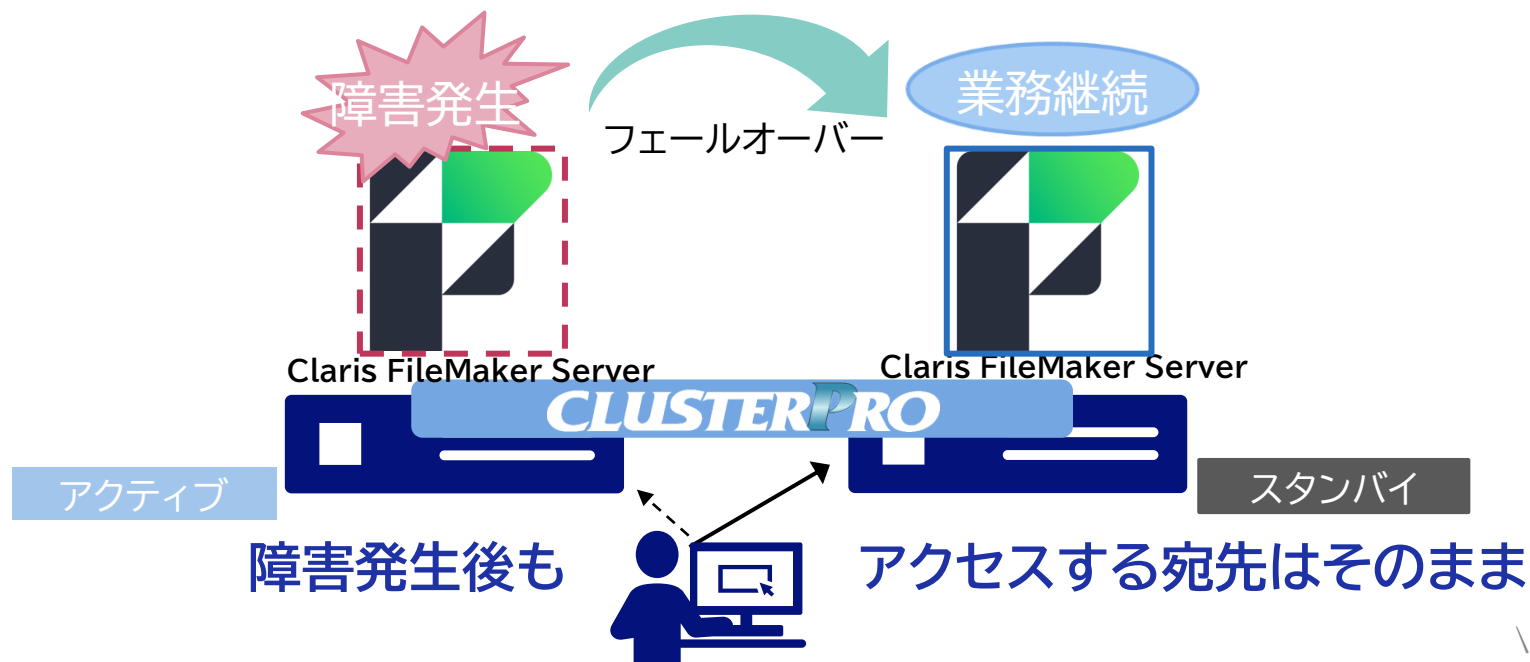 障害発生
業務継続
フェールオーバー
Claris FileMaker Server
Claris FileMaker Server
CLUSTERPRO
アクティブ
スタンバイ
障害発生後も
アクセスする宛先はそのまま